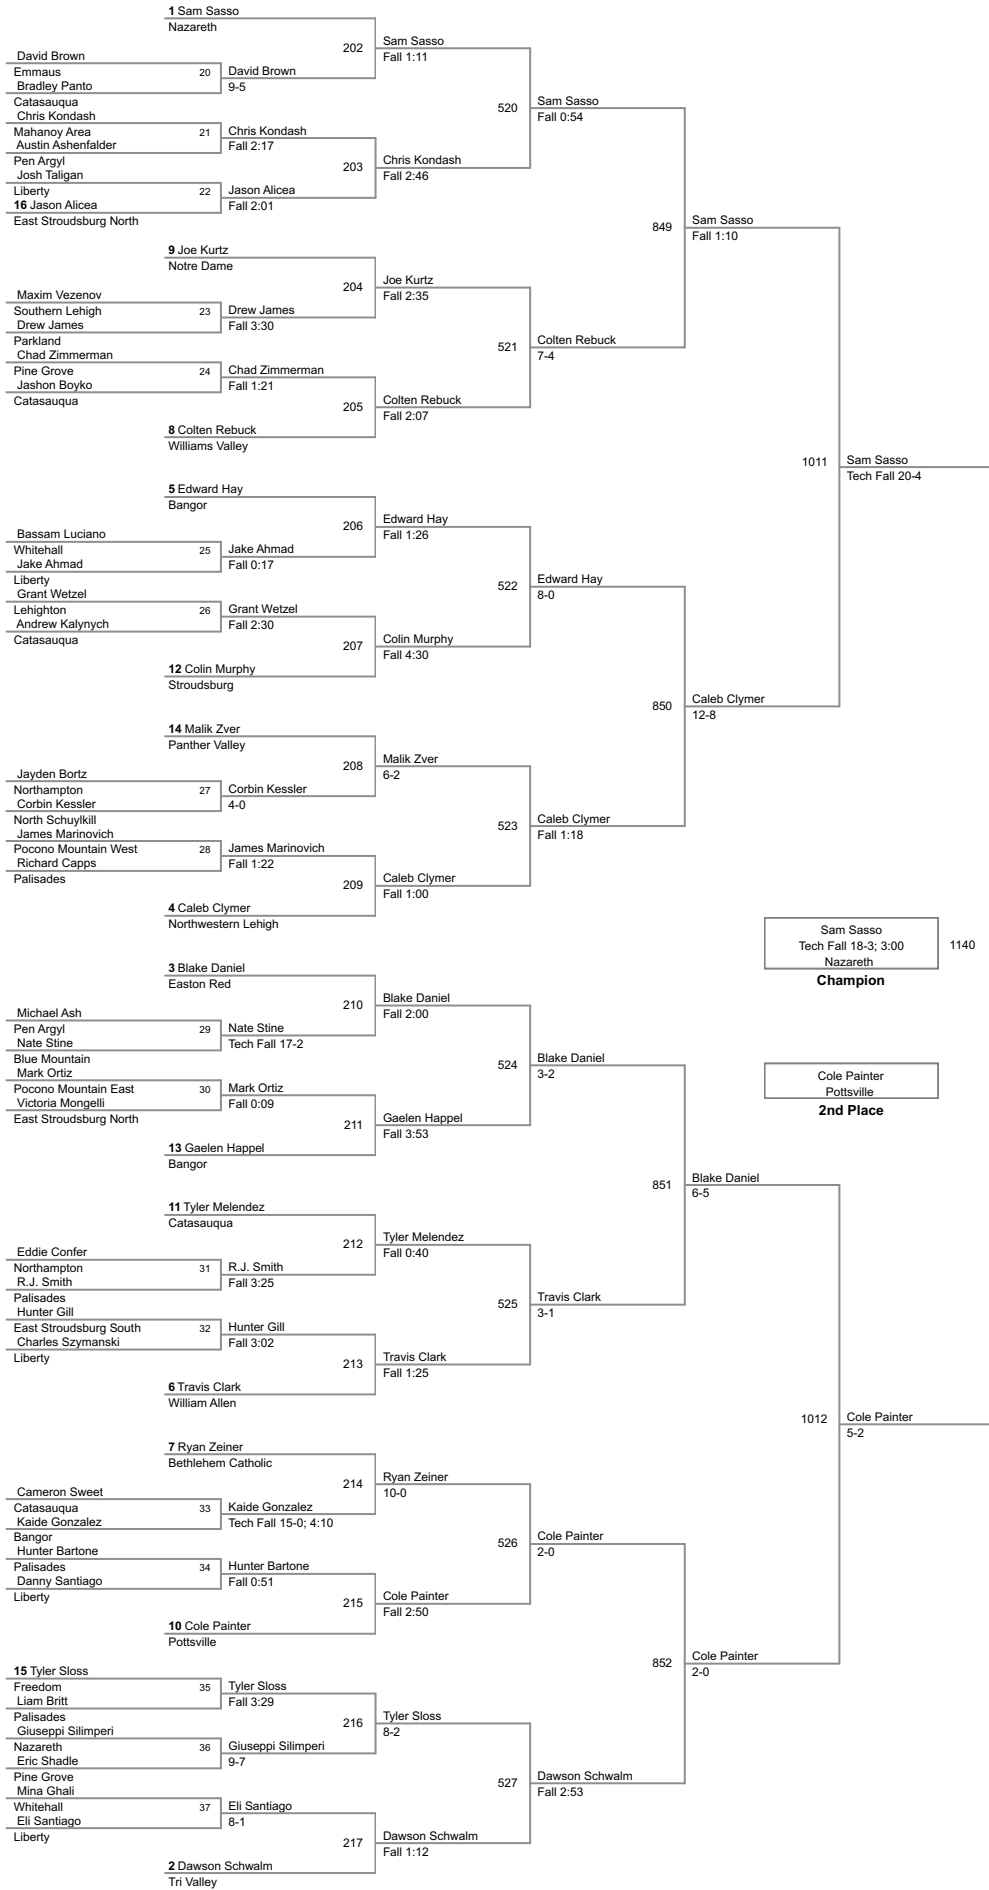 1 Sam Sasso
Nazareth
202 Sam Sasso
Fall 1:11
David Brown
Emmaus
20 David Brown
Bradley Panto
9-5
Catasauqua
520 Sam Sasso
Fall 0:54
Chris Kondash
Mahanoy Area
21 Chris Kondash
Austin Ashenfalder
Fall 2:17
Pen Argyl
203 Chris Kondash
Fall 2:46
Josh Taligan
Liberty
22 Jason Alicea
16 Jason Alicea
Fall 2:01
East Stroudsburg North
849 Sam Sasso
Fall 1:10
9 Joe Kurtz
Notre Dame
204 Joe Kurtz
Fall 2:35
Maxim Vezenov
Southern Lehigh
23 Drew James
Drew James
Fall 3:30
Parkland
521 Colten Rebuck
7-4
Chad Zimmerman
Pine Grove
24 Chad Zimmerman
Jashon Boyko
Fall 1:21
Catasauqua
205 Colten Rebuck
Fall 2:07
8 Colten Rebuck
Williams Valley
1011 Sam Sasso
Tech Fall 20-4
5 Edward Hay
Bangor
206 Edward Hay
Fall 1:26
Bassam Luciano
Whitehall
25 Jake Ahmad
Jake Ahmad
Fall 0:17
Liberty
522 Edward Hay
8-0
Grant Wetzel
Lehighton
26 Grant Wetzel
Andrew Kalynych
Fall 2:30
Catasauqua
207 Colin Murphy
Fall 4:30
12 Colin Murphy
Stroudsburg
850 Caleb Clymer
12-8
14 Malik Zver
Panther Valley
208 Malik Zver
6-2
Jayden Bortz
Northampton
27 Corbin Kessler
Corbin Kessler
4-0
North Schuylkill
523 Caleb Clymer
Fall 1:18
James Marinovich
Pocono Mountain West
28 James Marinovich
Richard Capps
Fall 1:22
Palisades
209 Caleb Clymer
Fall 1:00
4 Caleb Clymer
Northwestern Lehigh
Sam Sasso
Tech Fall 18-3; 3:00
Nazareth
1140
Champion
3 Blake Daniel
Easton Red
210 Blake Daniel
Fall 2:00
Michael Ash
Pen Argyl
29 Nate Stine
Nate Stine
Tech Fall 17-2
Blue Mountain
524 Blake Daniel
3-2
Mark Ortiz
Pocono Mountain East
30 Mark Ortiz
Victoria Mongelli
Fall 0:09
East Stroudsburg North
211 Gaelen Happel
Fall 3:53
Cole Painter
Pottsville
2nd Place
13 Gaelen Happel
Bangor
851 Blake Daniel
6-5
11 Tyler Melendez
Catasauqua
212 Tyler Melendez
Fall 0:40
Eddie Confer
Northampton
31 R.J. Smith
R.J. Smith
Fall 3:25
Palisades
525 Travis Clark
3-1
Hunter Gill
East Stroudsburg South
32 Hunter Gill
Charles Szymanski
Fall 3:02
Liberty
213 Travis Clark
Fall 1:25
6 Travis Clark
William Allen
1012 Cole Painter
5-2
7 Ryan Zeiner
Bethlehem Catholic
214 Ryan Zeiner
10-0
Cameron Sweet
Catasauqua
33 Kaide Gonzalez
Kaide Gonzalez
Tech Fall 15-0; 4:10
Bangor
526 Cole Painter
2-0
Hunter Bartone
Palisades
34 Hunter Bartone
Danny Santiago
Fall 0:51
Liberty
215 Cole Painter
Fall 2:50
10 Cole Painter
Pottsville
852 Cole Painter
2-0
15 Tyler Sloss
Freedom
35 Tyler Sloss
Liam Britt
Fall 3:29
Palisades
216 Tyler Sloss
8-2
Giuseppi Silimperi
Nazareth
36 Giuseppi Silimperi
Eric Shadle
9-7
Pine Grove
527 Dawson Schwalm
Fall 2:53
Mina Ghali
Whitehall
37 Eli Santiago
Eli Santiago
8-1
Liberty
217 Dawson Schwalm
Fall 1:12
2 Dawson Schwalm
Tri Valley